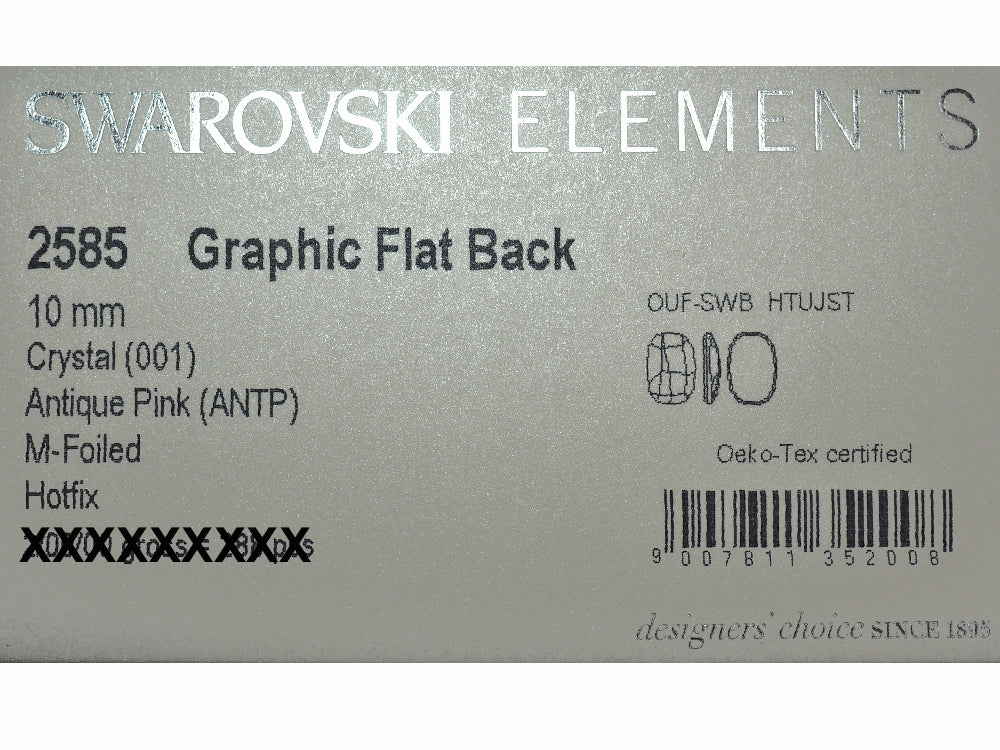 SWAROVSKI ELEMENTS
2585 Graphic Flat Back
10 mm
Crystal (001)
Antique Pink (ANTP)
M-Foiled
Hotfix
XXXXXXXXX
OUF-SWB HTUJST
Oeko-Tex certified
9 007811 352008
designers' choice SINCE 1895